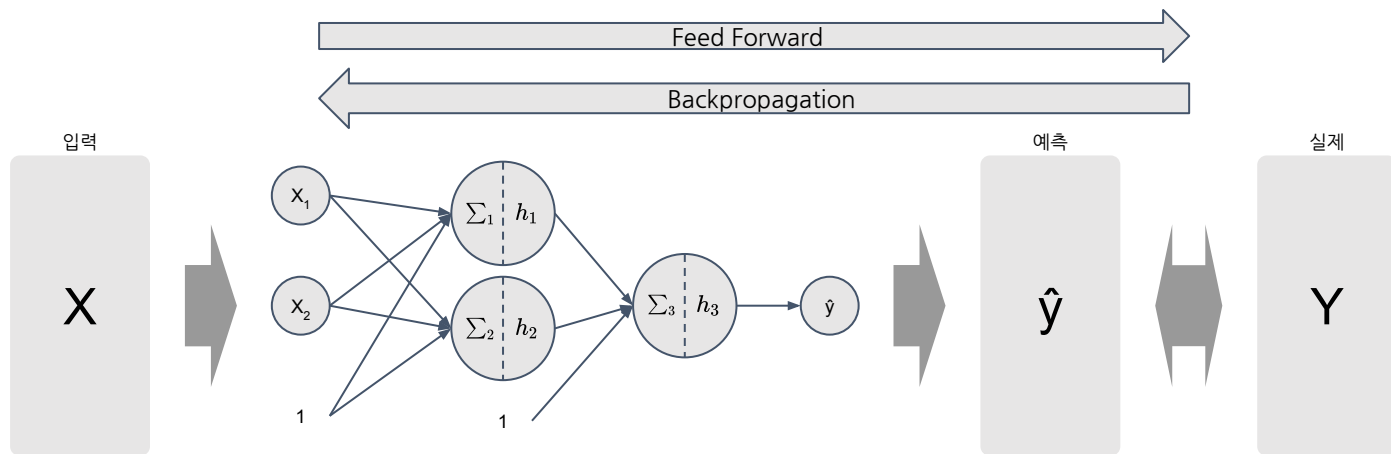 Feed Forward
Backpropagation
입력
예측
실제
X₁
∑₁ h₁
X
X₂
∑₂ h₂
∑₃ h₃
ŷ
ŷ
Y
1
1